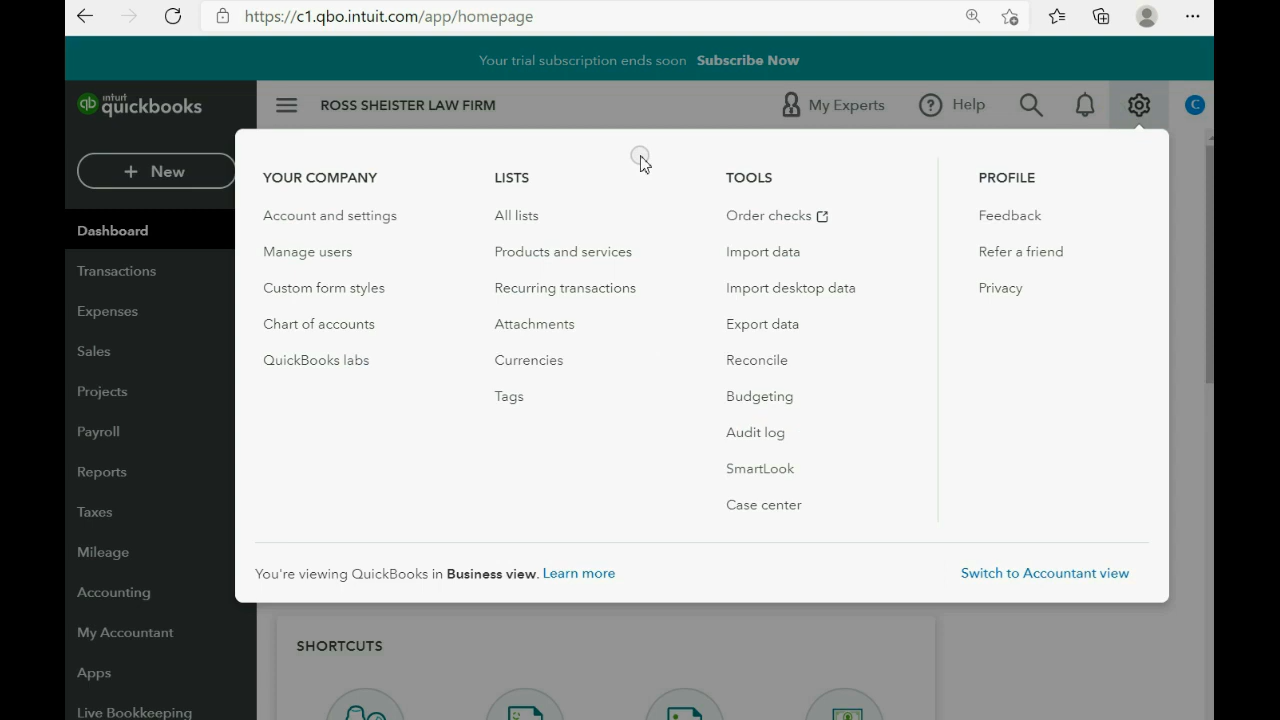 https://c1.qbo.intuit.com/app/homepage
Your trial subscription ends soon Subscribe Now
qb intuit quickbooks
ROSS SHEISTER LAW FIRM
My Experts
Help
C
+ New
Dashboard
Transactions
Expenses
Sales
Projects
Payroll
Reports
Taxes
Mileage
Accounting
My Accountant
Apps
Live Bookkeeping
YOUR COMPANY
Account and settings
Manage users
Custom form styles
Chart of accounts
QuickBooks labs
LISTS
All lists
Products and services
Recurring transactions
Attachments
Currencies
Tags
TOOLS
Order checks
Import data
Import desktop data
Export data
Reconcile
Budgeting
Audit log
SmartLook
Case center
PROFILE
Feedback
Refer a friend
Privacy
You're viewing QuickBooks in Business view. Learn more
Switch to Accountant view
SHORTCUTS